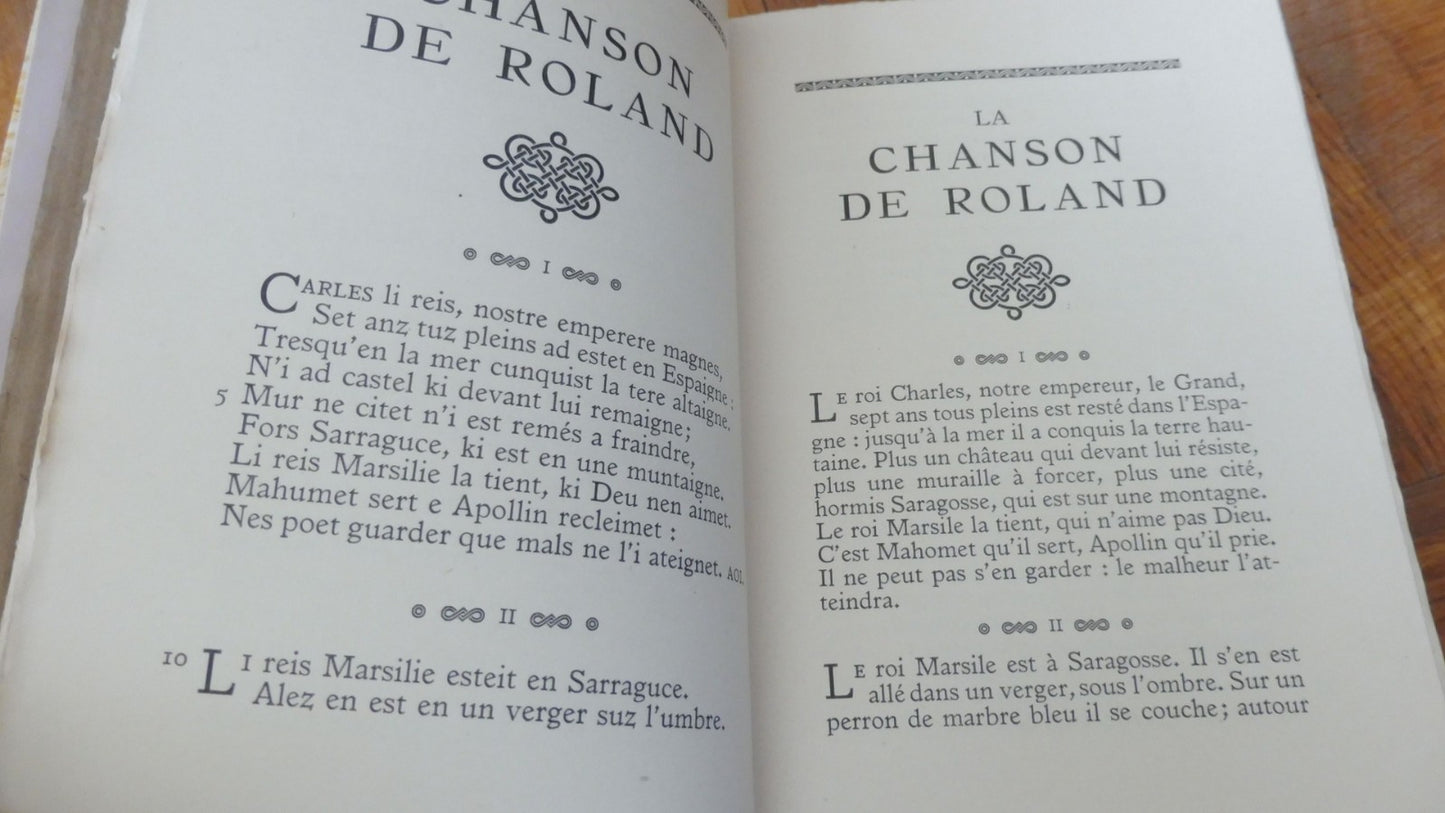 CHANSON
DE ROLAND
I
CARLES li reis, nostre emperere magnes,
Set anz tuz pleins ad estet en Espaigne :
Tresqu'en la mer cunquist la tere altaigne.
N'i ad castel ki devant lui remaigne;
5 Mur ne citet n'i est remés a fraindre,
Fors Sarraguce, ki est en une muntaigne.
Li reis Marsilie la tient, ki Deu nen aimet.
Mahumet sert e Apollin recleimet :
Nes poet guarder que mals ne l'i ateignet. AOI.
II
10 LI reis Marsilie esteit en Sarraguce.
Alez en est en un verger suz l'umbre.
LA
CHANSON
DE ROLAND
I
LE roi Charles, notre empereur, le Grand,
sept ans tous pleins est resté dans l'Espa-
gne : jusqu'à la mer il a conquis la terre hau-
taine. Plus un château qui devant lui résiste,
plus une muraille à forcer, plus une cité,
hormis Saragosse, qui est sur une montagne.
Le roi Marsile la tient, qui n'aime pas Dieu.
C'est Mahomet qu'il sert, Apollin qu'il prie.
Il ne peut pas s'en garder : le malheur l'at-
teindra.
II
LE roi Marsile est à Saragosse. Il s'en est
allé dans un verger, sous l'ombre. Sur un
perron de marbre bleu il se couche; autour